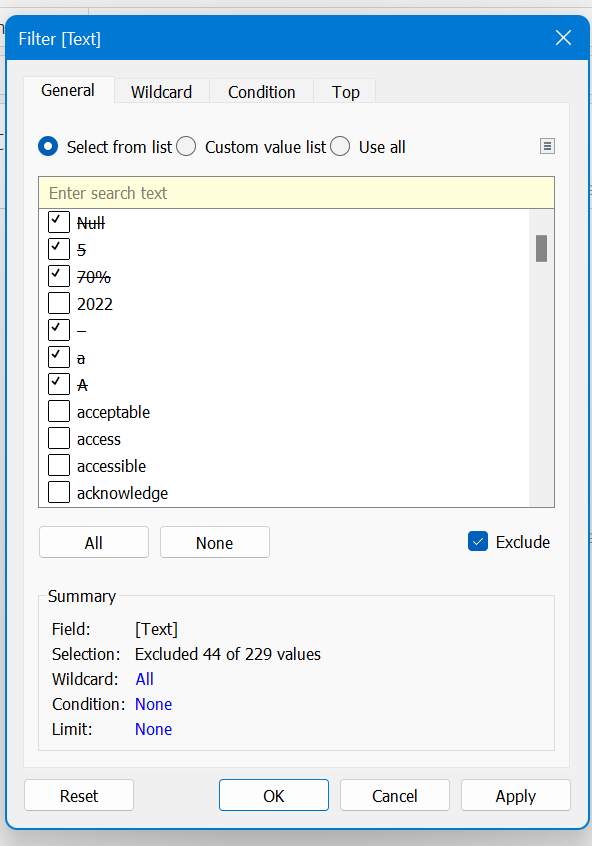 Filter [Text]
General Wildcard Condition Top
Select from list Custom value list Use all
Enter search text
Null
5
70%
2022
–
a
A
acceptable
access
accessible
acknowledge
All None Exclude
Summary
Field: [Text]
Selection: Excluded 44 of 229 values
Wildcard: All
Condition: None
Limit: None
Reset OK Cancel Apply